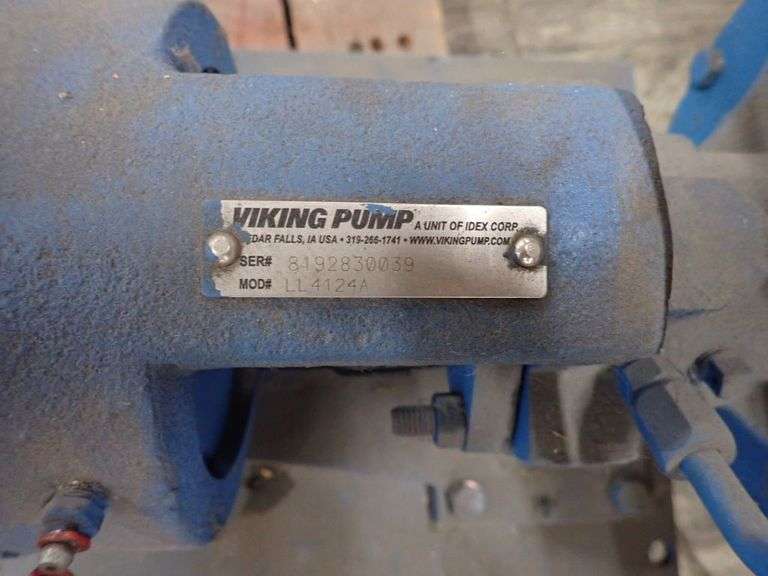 VIKING PUMP A UNIT OF IDEX CORP.
CEDAR FALLS, IA USA • 319-266-1741 • WWW.VIKINGPUMP.COM
SER# 8192830039
MOD# LL4124A